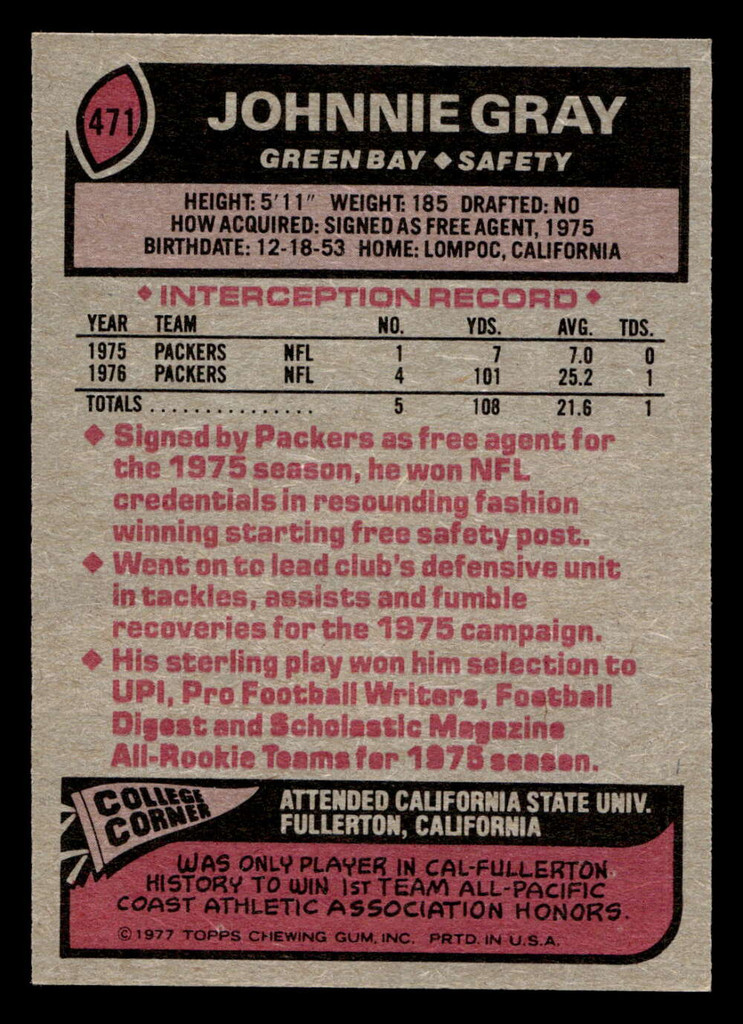 471
JOHNNIE GRAY
GREEN BAY ◆ SAFETY
HEIGHT: 5'11" WEIGHT: 185 DRAFTED: NO
HOW ACQUIRED: SIGNED AS FREE AGENT, 1975
BIRTHDATE: 12-18-53 HOME: LOMPOC, CALIFORNIA
◆ INTERCEPTION RECORD ◆
YEAR TEAM NO. YDS. AVG. TDS.
1975 PACKERS NFL 1 7 7.0 0
1976 PACKERS NFL 4 101 25.2 1
TOTALS ............... 5 108 21.6 1
◆ Signed by Packers as free agent for
the 1975 season, he won NFL
credentials in resounding fashion
winning starting free safety post.
◆ Went on to lead club's defensive unit
in tackles, assists and fumble
recoveries for the 1975 campaign.
◆ His sterling play won him selection to
UPI, Pro Football Writers, Football
Digest and Scholastic Magazine
All-Rookie Teams for 1975 season.
COLLEGE
CORNER
ATTENDED CALIFORNIA STATE UNIV.
FULLERTON, CALIFORNIA
WAS ONLY PLAYER IN CAL-FULLERTON
HISTORY TO WIN 1ST TEAM ALL-PACIFIC
COAST ATHLETIC ASSOCIATION HONORS.
© 1977 TOPPS CHEWING GUM, INC. PRTD. IN U.S.A.